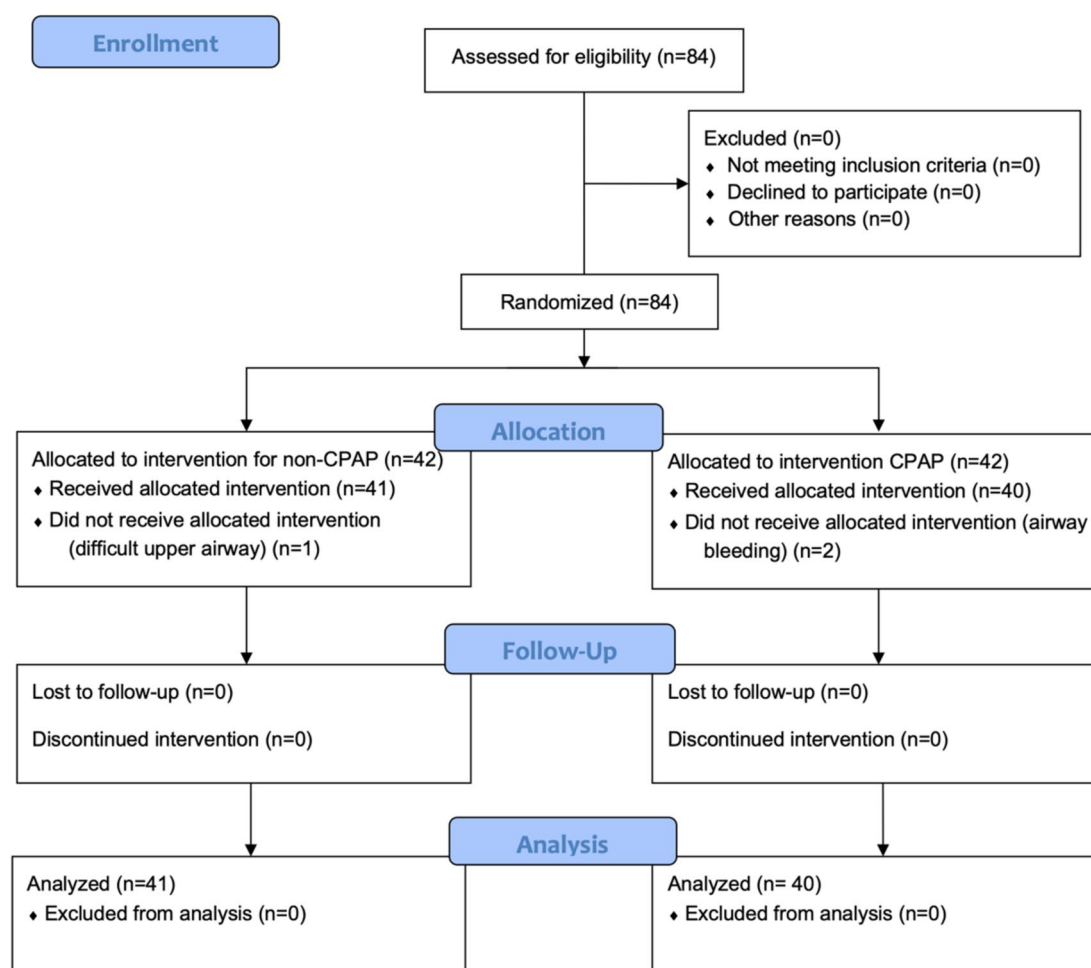 Enrollment
Assessed for eligibility (n=84)
Excluded (n=0)
♦ Not meeting inclusion criteria (n=0)
♦ Declined to participate (n=0)
♦ Other reasons (n=0)
Randomized (n=84)
Allocation
Allocated to intervention for non-CPAP (n=42)
♦ Received allocated intervention (n=41)
♦ Did not receive allocated intervention
(difficult upper airway) (n=1)
Allocated to intervention CPAP (n=42)
♦ Received allocated intervention (n=40)
♦ Did not receive allocated intervention (airway
bleeding) (n=2)
Follow-Up
Lost to follow-up (n=0)
Discontinued intervention (n=0)
Lost to follow-up (n=0)
Discontinued intervention (n=0)
Analysis
Analyzed (n=41)
♦ Excluded from analysis (n=0)
Analyzed (n= 40)
♦ Excluded from analysis (n=0)